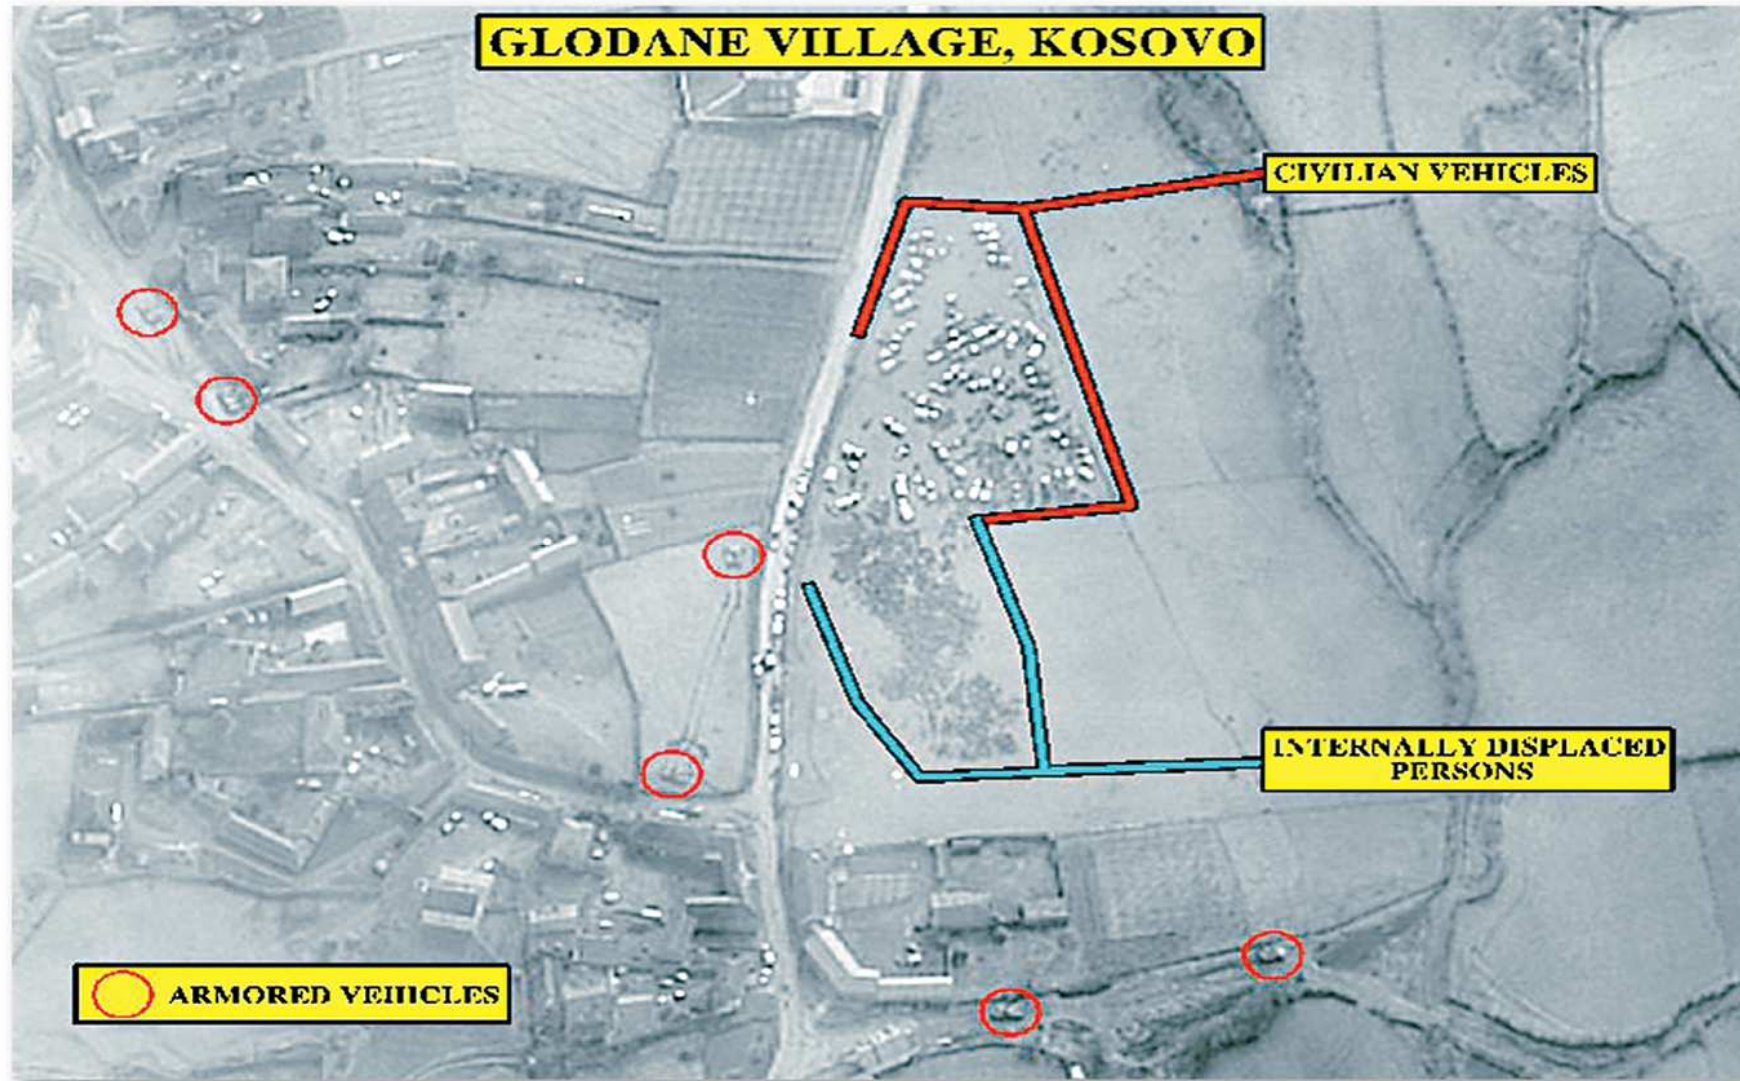 GLODANE VILLAGE, KOSOVO
CIVILIAN VEHICLES
INTERNALLY DISPLACED
PERSONS
ARMORED VEHICLES